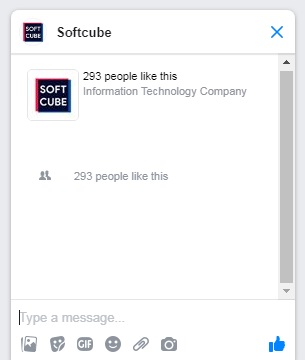 SOFT
CUBE
Softcube
SOFT
CUBE
293 people like this
Information Technology Company
293 people like this
Type a message...
GIF